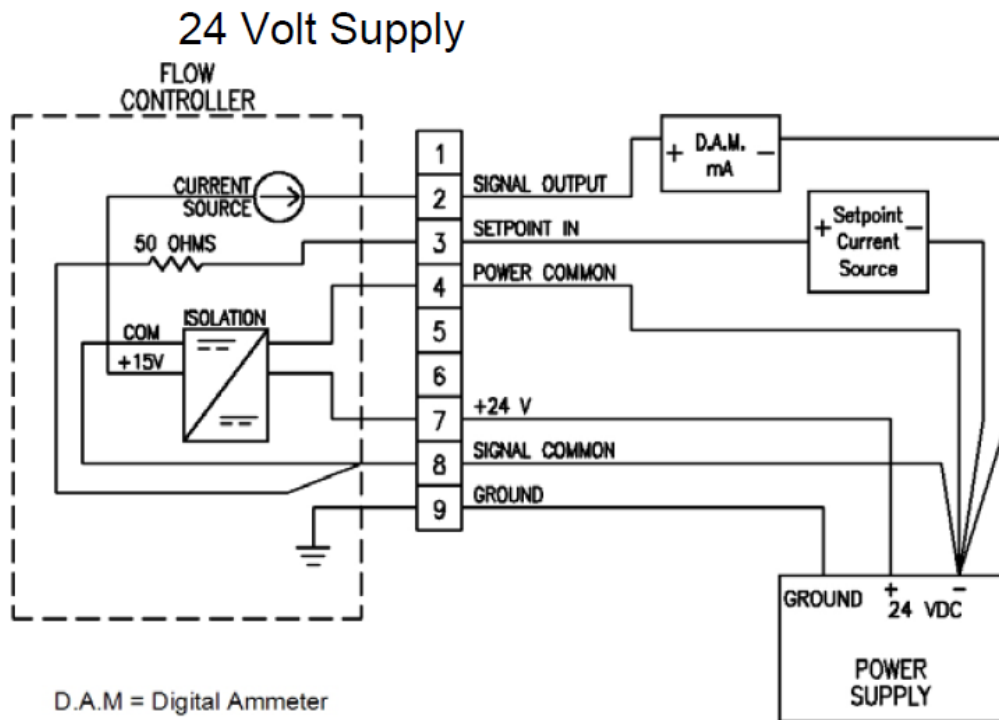 24 Volt Supply
FLOW
CONTROLLER
1
2
3
4
5
6
7
8
9
CURRENT
SOURCE
50 OHMS
ISOLATION
COM
+15V
SIGNAL OUTPUT
SETPOINT IN
POWER COMMON
+24 V
SIGNAL COMMON
GROUND
+ D.A.M. −
mA
+ Setpoint −
Current
Source
GROUND + −
24 VDC
POWER
SUPPLY
D.A.M = Digital Ammeter